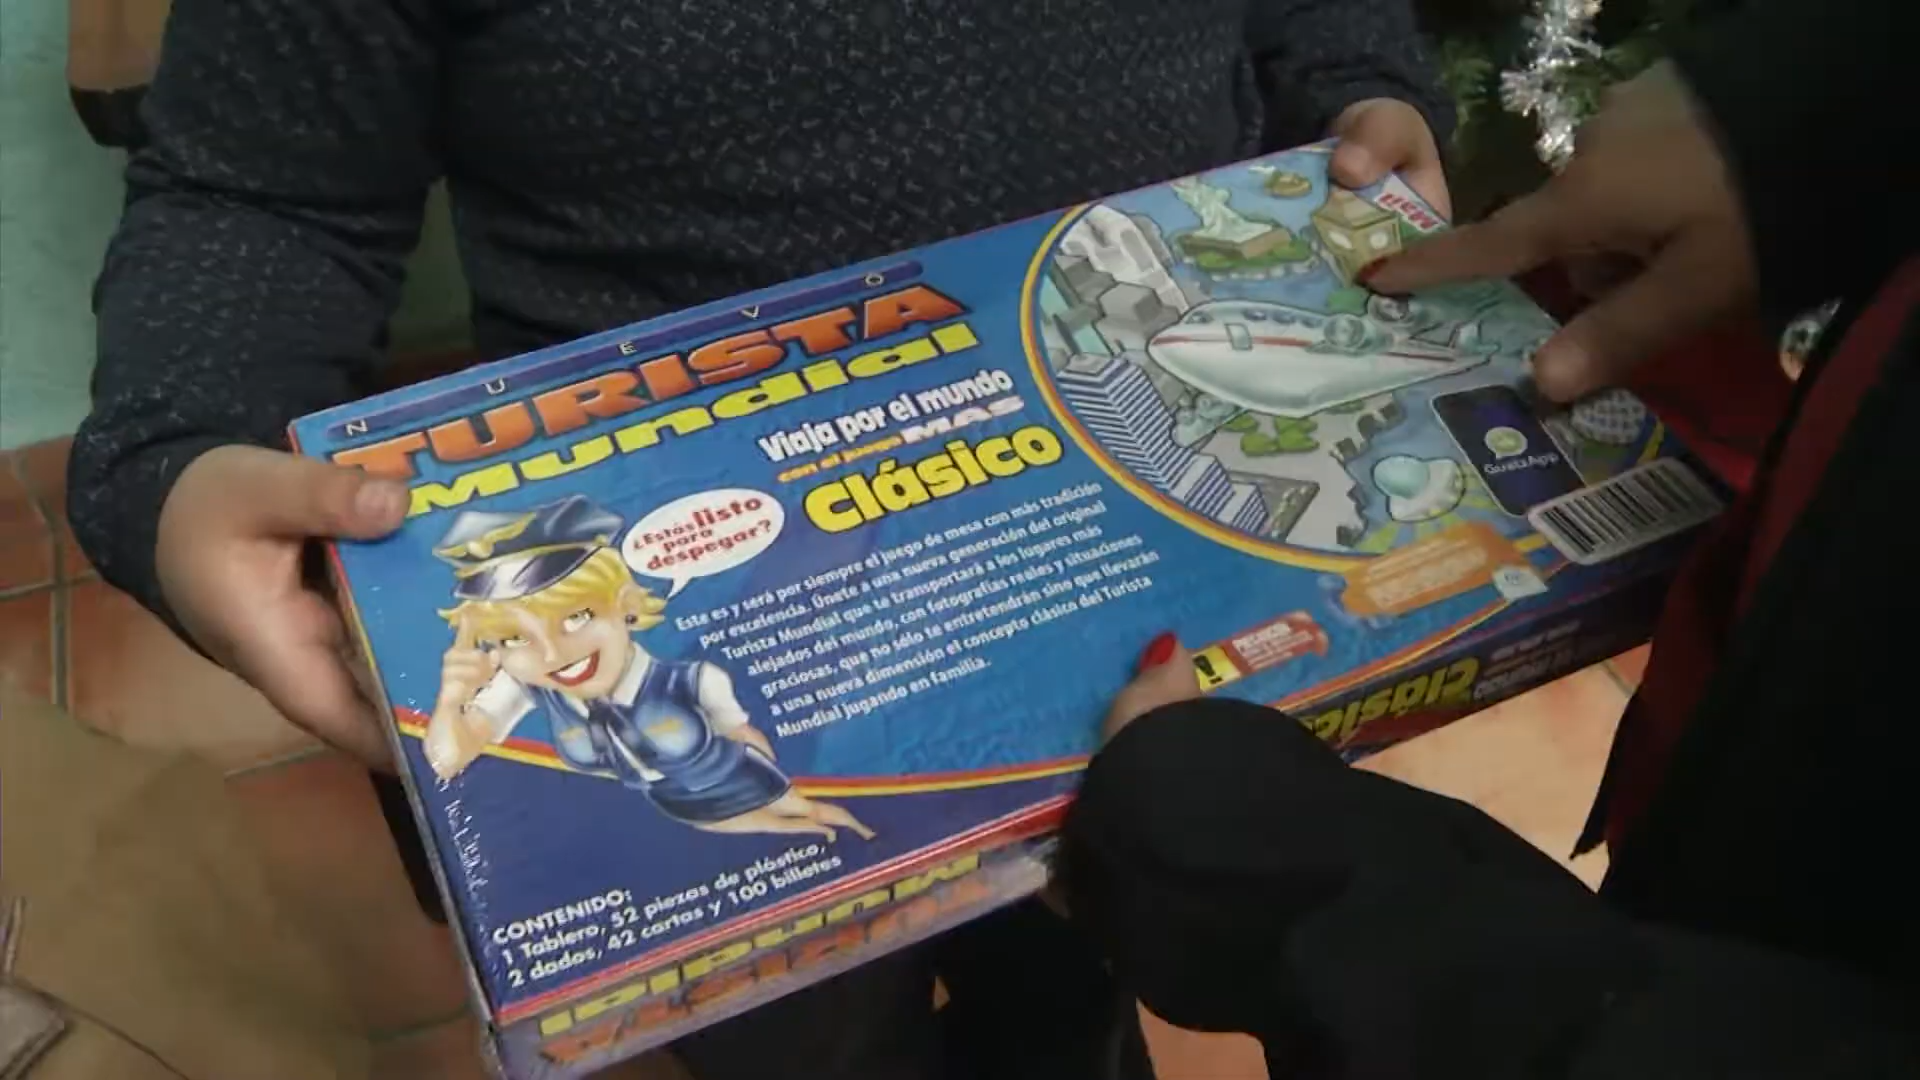 NUEVO
TURISTA
Mundial
Viaja por el mundo
con el juego MAS
Clásico
¿Estás listo
para
despegar?
Este es y será por siempre el juego de mesa con más tradición
por excelencia. Únete a una nueva generación del original
Turista Mundial que te transportará a los lugares más
alejados del mundo, con fotografías reales y situaciones
graciosas, que no sólo te entretendrán sino que llevarán
a una nueva dimensión el concepto clásico del Turista
Mundial jugando en familia.
GuatzApp
CONTENIDO:
1 Tablero, 52 piezas de plástico,
2 dados, 42 cartas y 100 billetes
Mundial
TURISTA